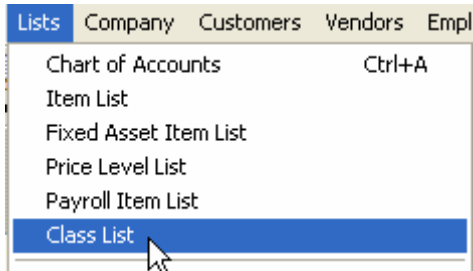 Lists Company Customers Vendors Empl
Chart of Accounts Ctrl+A
Item List
Fixed Asset Item List
Price Level List
Payroll Item List
Class List